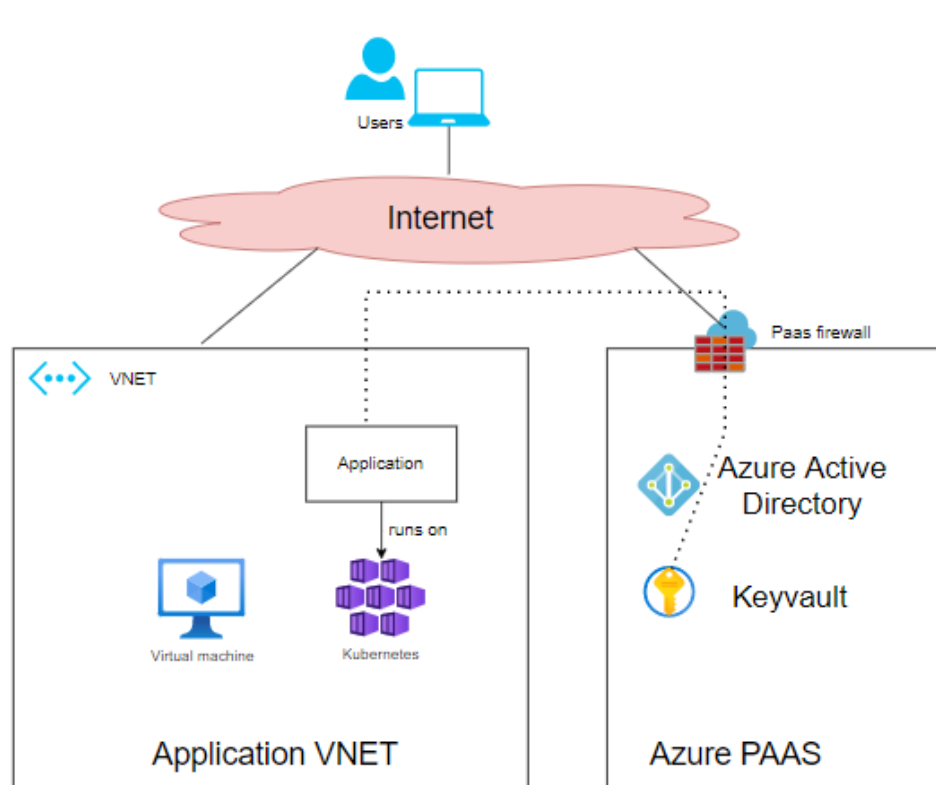 Users
Internet
Paas firewall
VNET
Application
runs on
Azure Active
Directory
Keyvault
Virtual machine
Kubernetes
Application VNET
Azure PAAS